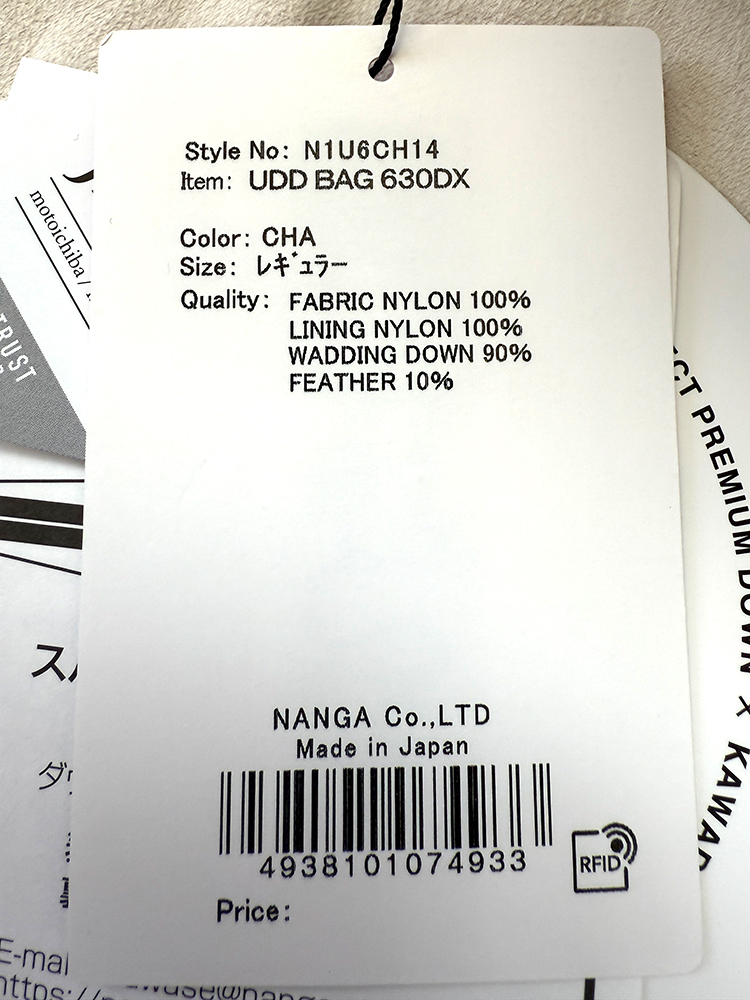 Style No: N1U6CH14
Item: UDD BAG 630DX
Color: CHA
Size: ﾚｷﾞｭﾗｰ
Quality: FABRIC NYLON 100%
LINING NYLON 100%
WADDING DOWN 90%
FEATHER 10%
NANGA Co.,LTD
Made in Japan
4938101074933
RFID
Price:
motoichiba /
TRUST
PREMIUM DOWN × KAWAD
E-mail